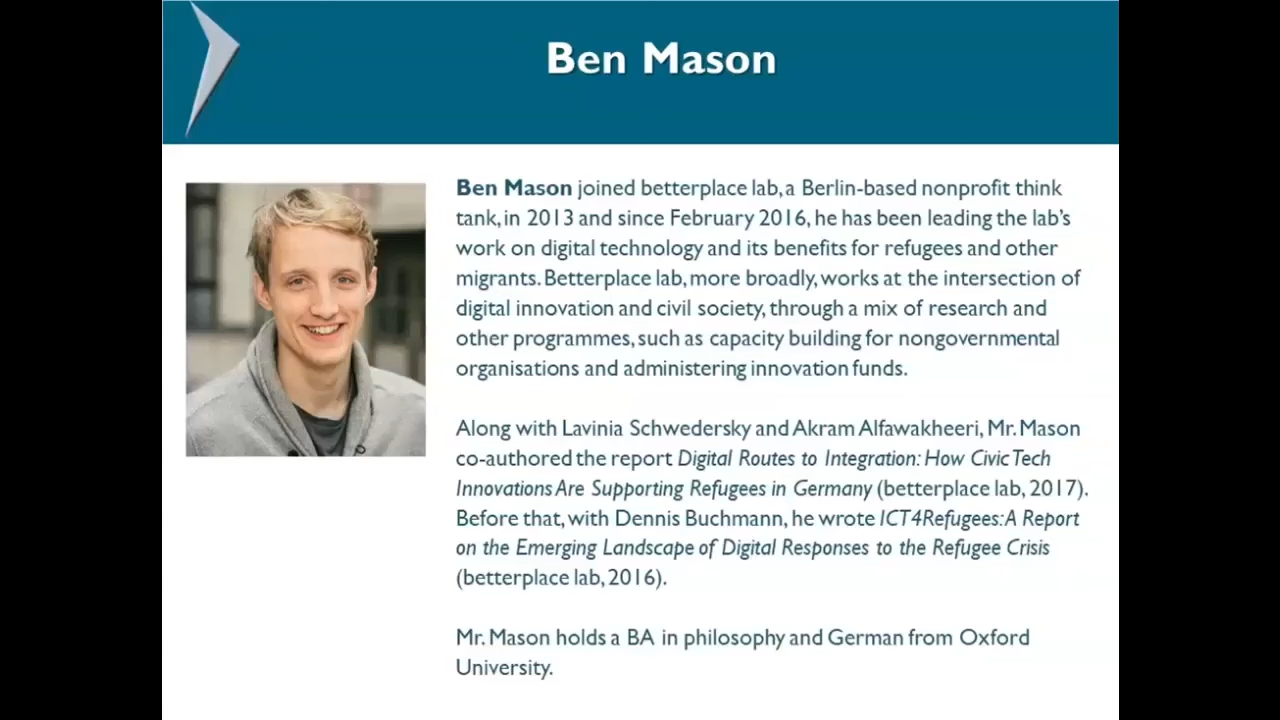 Ben Mason
Ben Mason joined betterplace lab, a Berlin-based nonprofit think
tank, in 2013 and since February 2016, he has been leading the lab's
work on digital technology and its benefits for refugees and other
migrants. Betterplace lab, more broadly, works at the intersection of
digital innovation and civil society, through a mix of research and
other programmes, such as capacity building for nongovernmental
organisations and administering innovation funds.
Along with Lavinia Schwedersky and Akram Alfawakheeri, Mr. Mason
co-authored the report Digital Routes to Integration: How Civic Tech
Innovations Are Supporting Refugees in Germany (betterplace lab, 2017).
Before that, with Dennis Buchmann, he wrote ICT4Refugees: A Report
on the Emerging Landscape of Digital Responses to the Refugee Crisis
(betterplace lab, 2016).
Mr. Mason holds a BA in philosophy and German from Oxford
University.